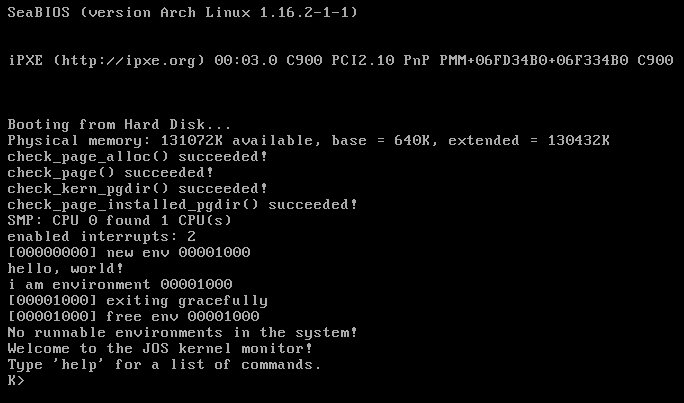 SeaBIOS (version Arch Linux 1.16.2-1-1)
iPXE (http://ipxe.org) 00:03.0 C900 PCI2.10 PnP PMM+06FD34B0+06F334B0 C900
Booting from Hard Disk...
Physical memory: 131072K available, base = 640K, extended = 130432K
check_page_alloc() succeeded!
check_page() succeeded!
check_kern_pgdir() succeeded!
check_page_installed_pgdir() succeeded!
SMP: CPU 0 found 1 CPU(s)
enabled interrupts: 2
[00000000] new env 00001000
hello, world!
i am environment 00001000
[00001000] exiting gracefully
[00001000] free env 00001000
No runnable environments in the system!
Welcome to the JOS kernel monitor!
Type 'help' for a list of commands.
K>